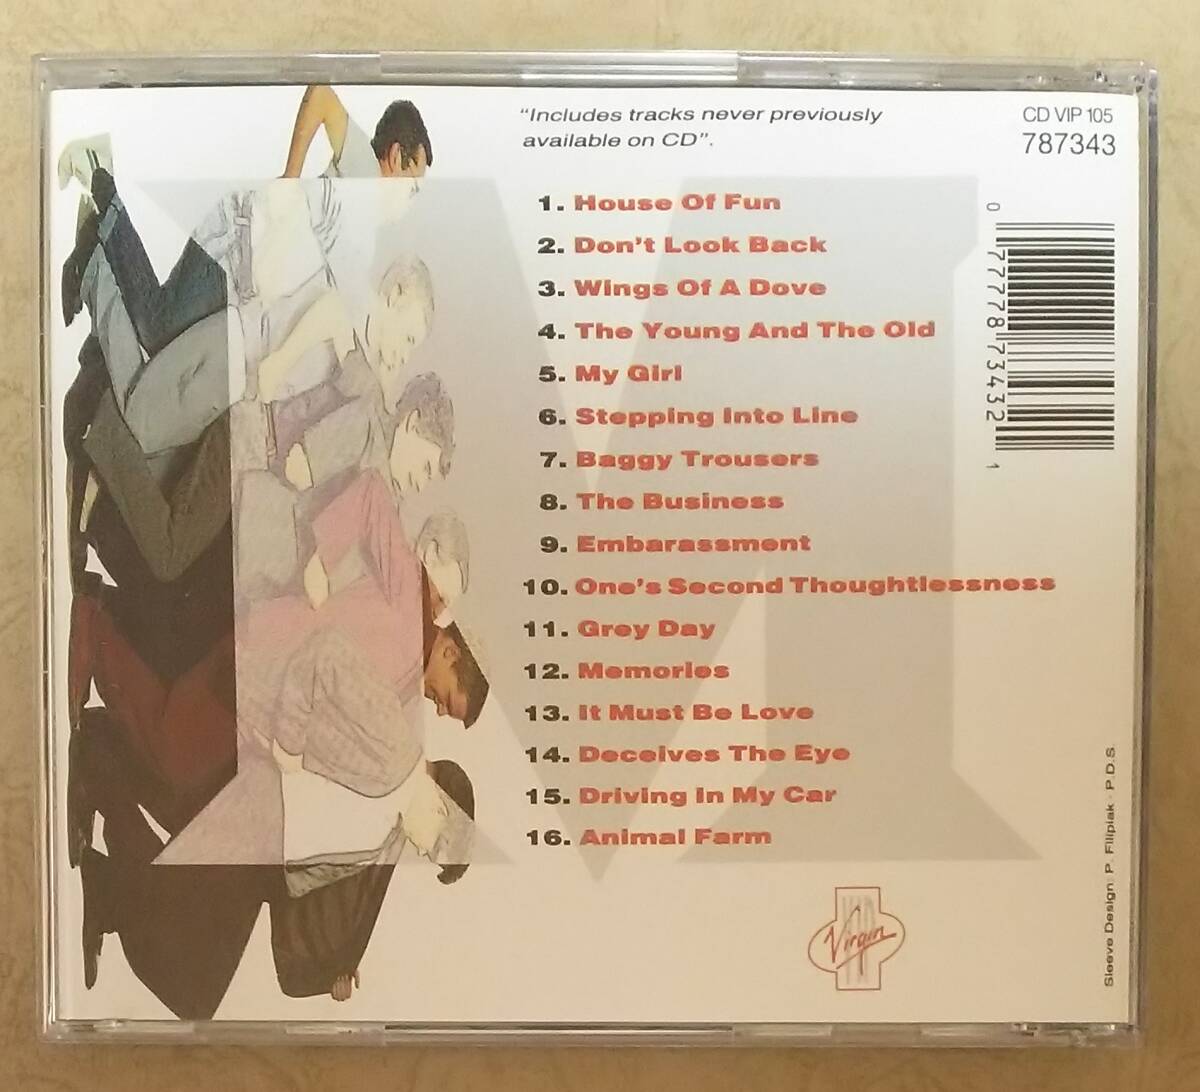 "Includes tracks never previously
available on CD".
CD VIP 105
787343
1. House Of Fun
2. Don't Look Back
3. Wings Of A Dove
4. The Young And The Old
5. My Girl
6. Stepping Into Line
7. Baggy Trousers
8. The Business
9. Embarassment
10. One's Second Thoughtlessness
11. Grey Day
12. Memories
13. It Must Be Love
14. Deceives The Eye
15. Driving In My Car
16. Animal Farm
0 77778 73432 1
VIP
Virgin
Sleeve Design: P. Filipiak - P.D.S.